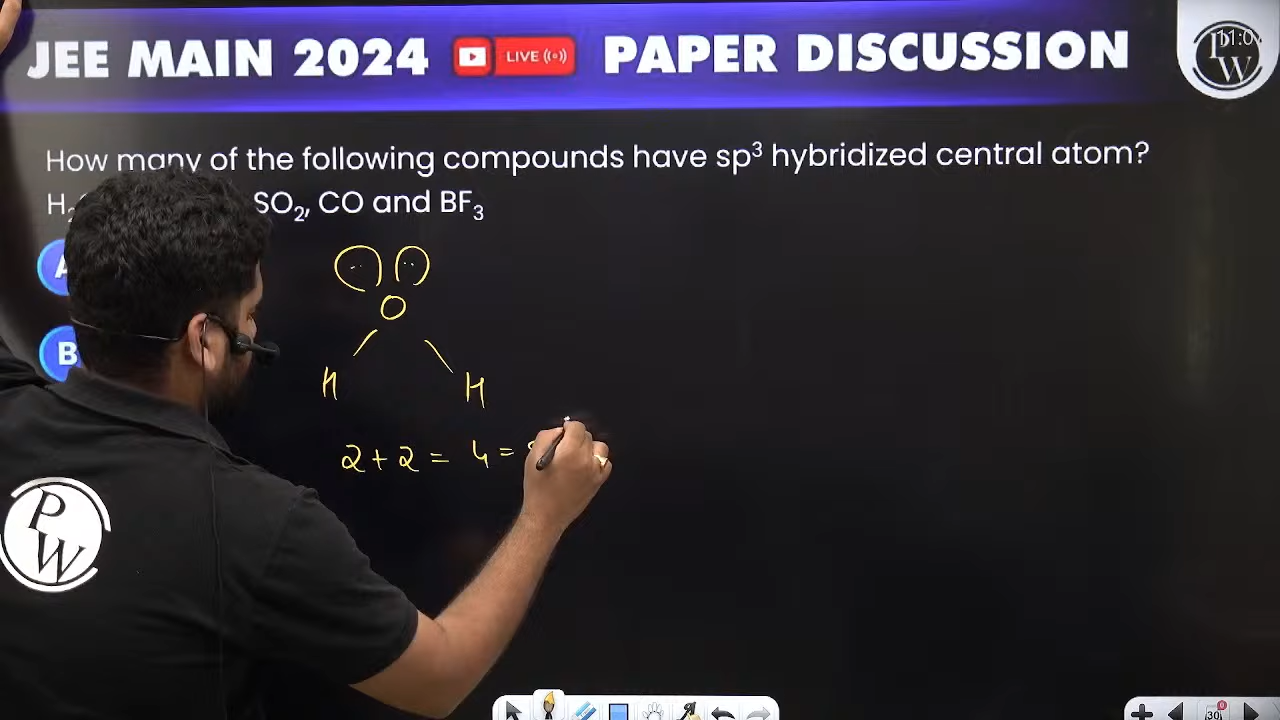 JEE MAIN 2024 LIVE PAPER DISCUSSION
How many of the following compounds have sp³ hybridized central atom?
SO₂, CO and BF₃
O
H H
2+2= 4=
B
P
W